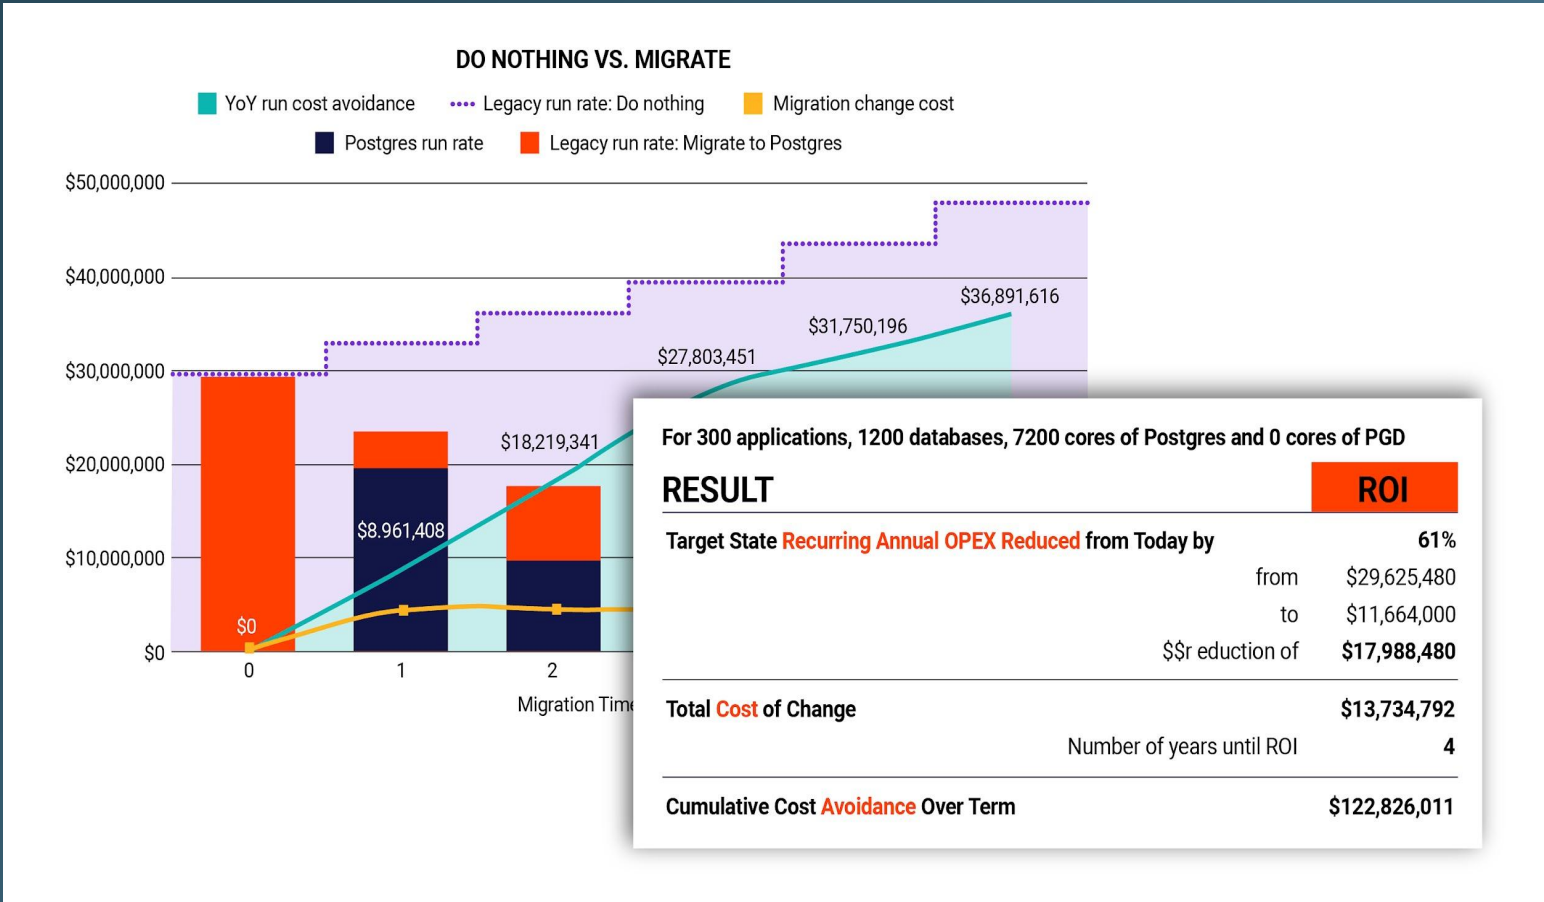 DO NOTHING VS. MIGRATE
YoY run cost avoidance
Legacy run rate: Do nothing
Migration change cost
Postgres run rate
Legacy run rate: Migrate to Postgres
$50,000,000
$40,000,000
$30,000,000
$20,000,000
$10,000,000
$0
$0
$8.961,408
$18,219,341
$27,803,451
$31,750,196
$36,891,616
0
1
2
Migration Time
For 300 applications, 1200 databases, 7200 cores of Postgres and 0 cores of PGD
RESULT ROI
Target State Recurring Annual OPEX Reduced from Today by 61%
from $29,625,480
to $11,664,000
$$r eduction of $17,988,480
Total Cost of Change $13,734,792
Number of years until ROI 4
Cumulative Cost Avoidance Over Term $122,826,011